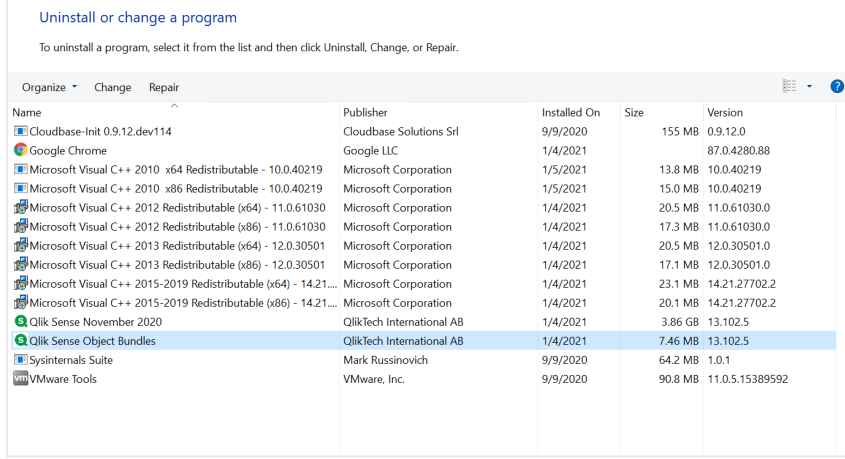 Uninstall or change a program
To uninstall a program, select it from the list and then click Uninstall, Change, or Repair.
Organize Change Repair ?
Name Publisher Installed On Size Version
Cloudbase-Init 0.9.12.dev114 Cloudbase Solutions Srl 9/9/2020 155 MB 0.9.12.0
Google Chrome Google LLC 1/4/2021 87.0.4280.88
Microsoft Visual C++ 2010 x64 Redistributable - 10.0.40219 Microsoft Corporation 1/5/2021 13.8 MB 10.0.40219
Microsoft Visual C++ 2010 x86 Redistributable - 10.0.40219 Microsoft Corporation 1/5/2021 15.0 MB 10.0.40219
Microsoft Visual C++ 2012 Redistributable (x64) - 11.0.61030 Microsoft Corporation 1/4/2021 20.5 MB 11.0.61030.0
Microsoft Visual C++ 2012 Redistributable (x86) - 11.0.61030 Microsoft Corporation 1/4/2021 17.3 MB 11.0.61030.0
Microsoft Visual C++ 2013 Redistributable (x64) - 12.0.30501 Microsoft Corporation 1/4/2021 20.5 MB 12.0.30501.0
Microsoft Visual C++ 2013 Redistributable (x86) - 12.0.30501 Microsoft Corporation 1/4/2021 17.1 MB 12.0.30501.0
Microsoft Visual C++ 2015-2019 Redistributable (x64) - 14.21.... Microsoft Corporation 1/4/2021 23.1 MB 14.21.27702.2
Microsoft Visual C++ 2015-2019 Redistributable (x86) - 14.21.... Microsoft Corporation 1/4/2021 20.1 MB 14.21.27702.2
Qlik Sense November 2020 QlikTech International AB 1/4/2021 3.86 GB 13.102.5
Qlik Sense Object Bundles QlikTech International AB 1/4/2021 7.46 MB 13.102.5
Sysinternals Suite Mark Russinovich 9/9/2020 64.2 MB 1.0.1
vm VMware Tools VMware, Inc. 9/9/2020 90.8 MB 11.0.5.15389592